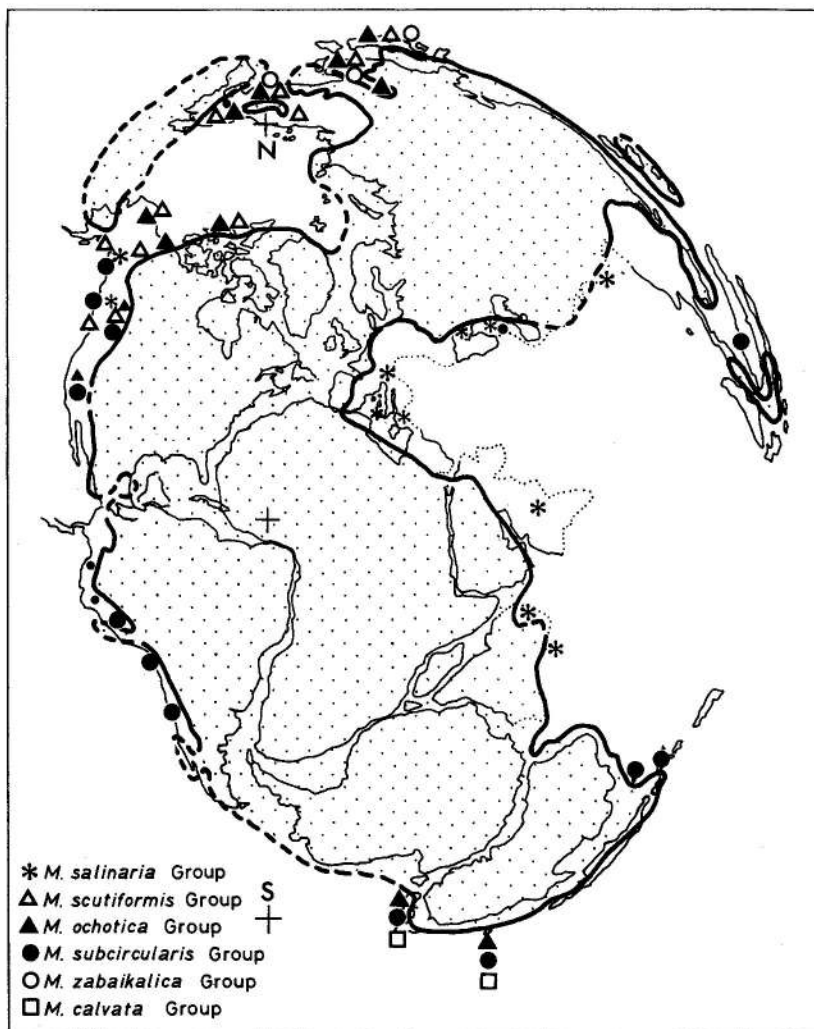 N
M. salinaria Group
M. scutiformis Group
S
M. ochotica Group
M. subcircularis Group
M. zabaikalica Group
M. calvata Group